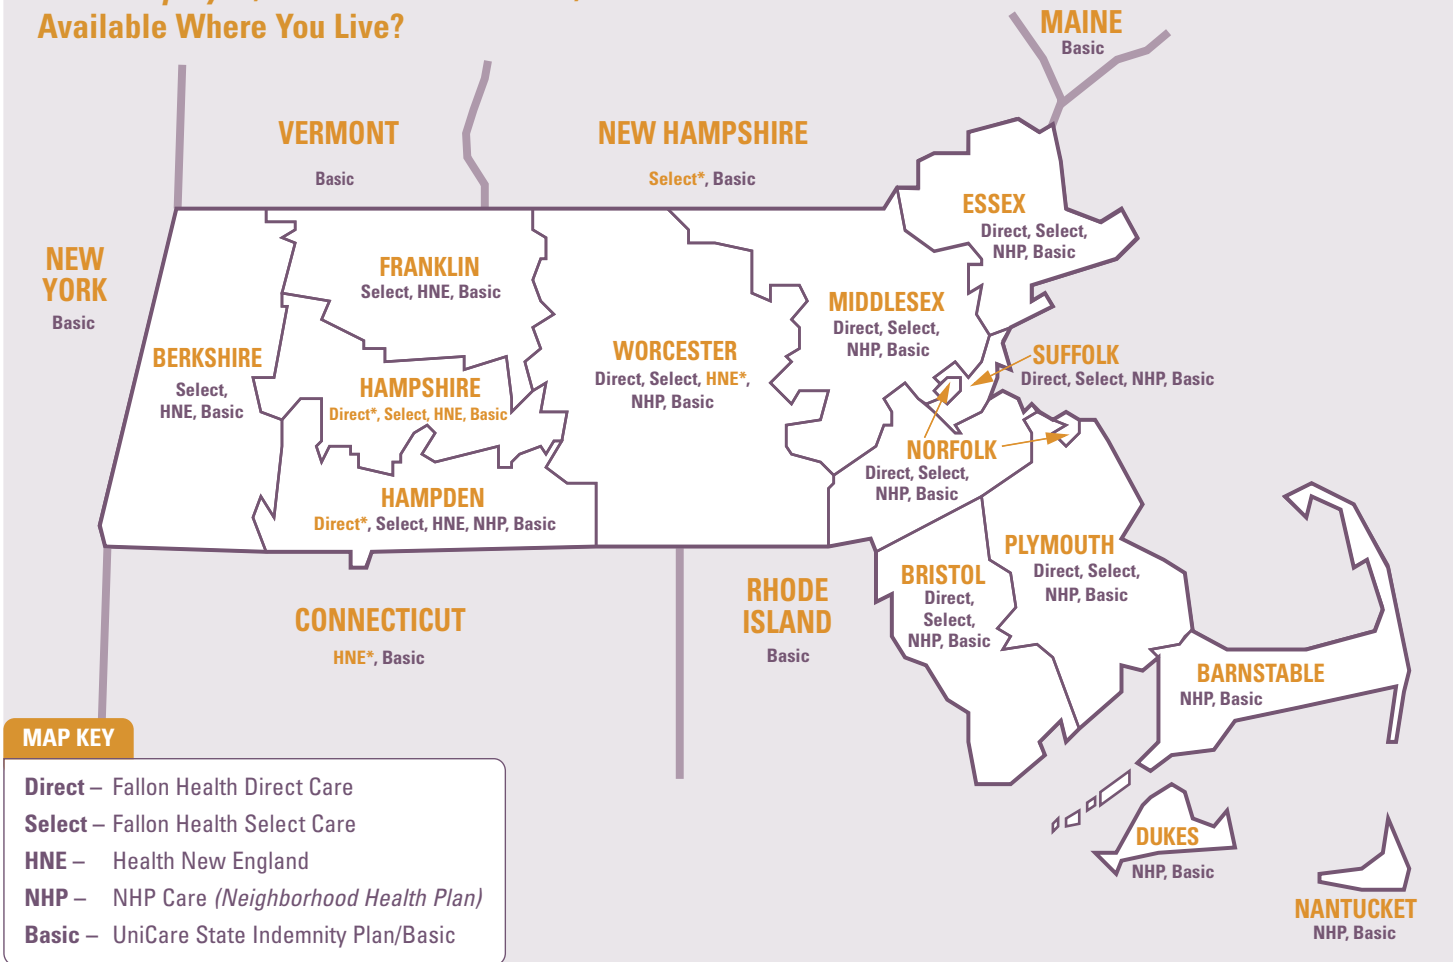 Available Where You Live?
MAINE
Basic
VERMONT
Basic
NEW HAMPSHIRE
Select*, Basic
NEW
YORK
Basic
ESSEX
Direct, Select,
NHP, Basic
FRANKLIN
Select, HNE, Basic
MIDDLESEX
Direct, Select,
NHP, Basic
BERKSHIRE
Select,
HNE, Basic
WORCESTER
Direct, Select, HNE*,
NHP, Basic
SUFFOLK
Direct, Select, NHP, Basic
HAMPSHIRE
Direct*, Select, HNE, Basic
NORFOLK
Direct, Select,
NHP, Basic
HAMPDEN
Direct*, Select, HNE, NHP, Basic
PLYMOUTH
Direct, Select,
NHP, Basic
BRISTOL
Direct,
Select,
NHP, Basic
CONNECTICUT
HNE*, Basic
RHODE
ISLAND
Basic
BARNSTABLE
NHP, Basic
DUKES
NHP, Basic
NANTUCKET
NHP, Basic
MAP KEY
Direct – Fallon Health Direct Care
Select – Fallon Health Select Care
HNE – Health New England
NHP – NHP Care (Neighborhood Health Plan)
Basic – UniCare State Indemnity Plan/Basic